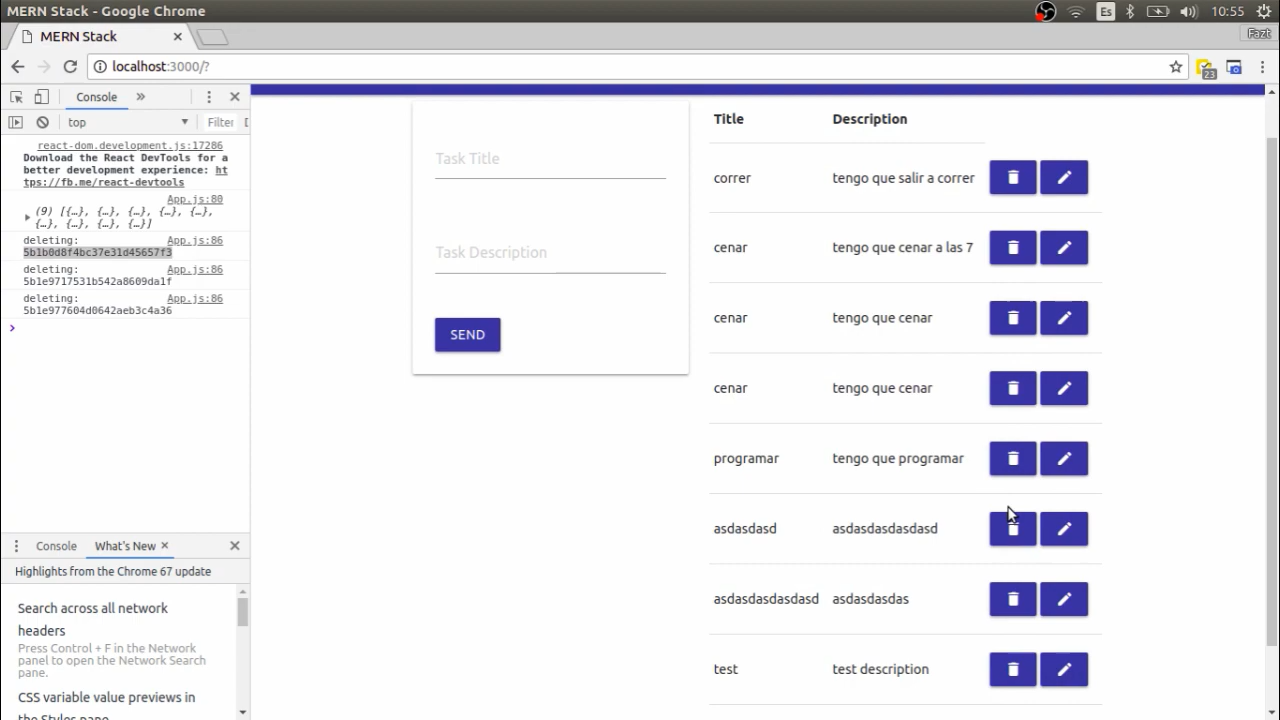 MERN Stack - Google Chrome
Es
10:55
MERN Stack
Fazt
localhost:3000/?
23
Console
»
top
Filter
react-dom.development.js:17286
Download the React DevTools for a
better development experience: ht
tps://fb.me/react-devtools
App.js:80
(9) [{…}, {…}, {…}, {…}, {…},
{…}, {…}, {…}, {…}]
deleting: App.js:86
5b1b0d8f4bc37e31d45657f3
deleting: App.js:86
5b1e9717531b542a8609da1f
deleting: App.js:86
5b1e977604d0642aeb3c4a36
Console
What's New
Highlights from the Chrome 67 update
Search across all network
headers
Press Control + F in the Network
panel to open the Network Search
pane.
CSS variable value previews in
the Styles pane
Task Title
Task Description
SEND
Title Description
correr tengo que salir a correr
cenar tengo que cenar a las 7
cenar tengo que cenar
cenar tengo que cenar
programar tengo que programar
asdasdasd asdasdasdasdasd
asdasdasdasdasd asdasdasdas
test test description